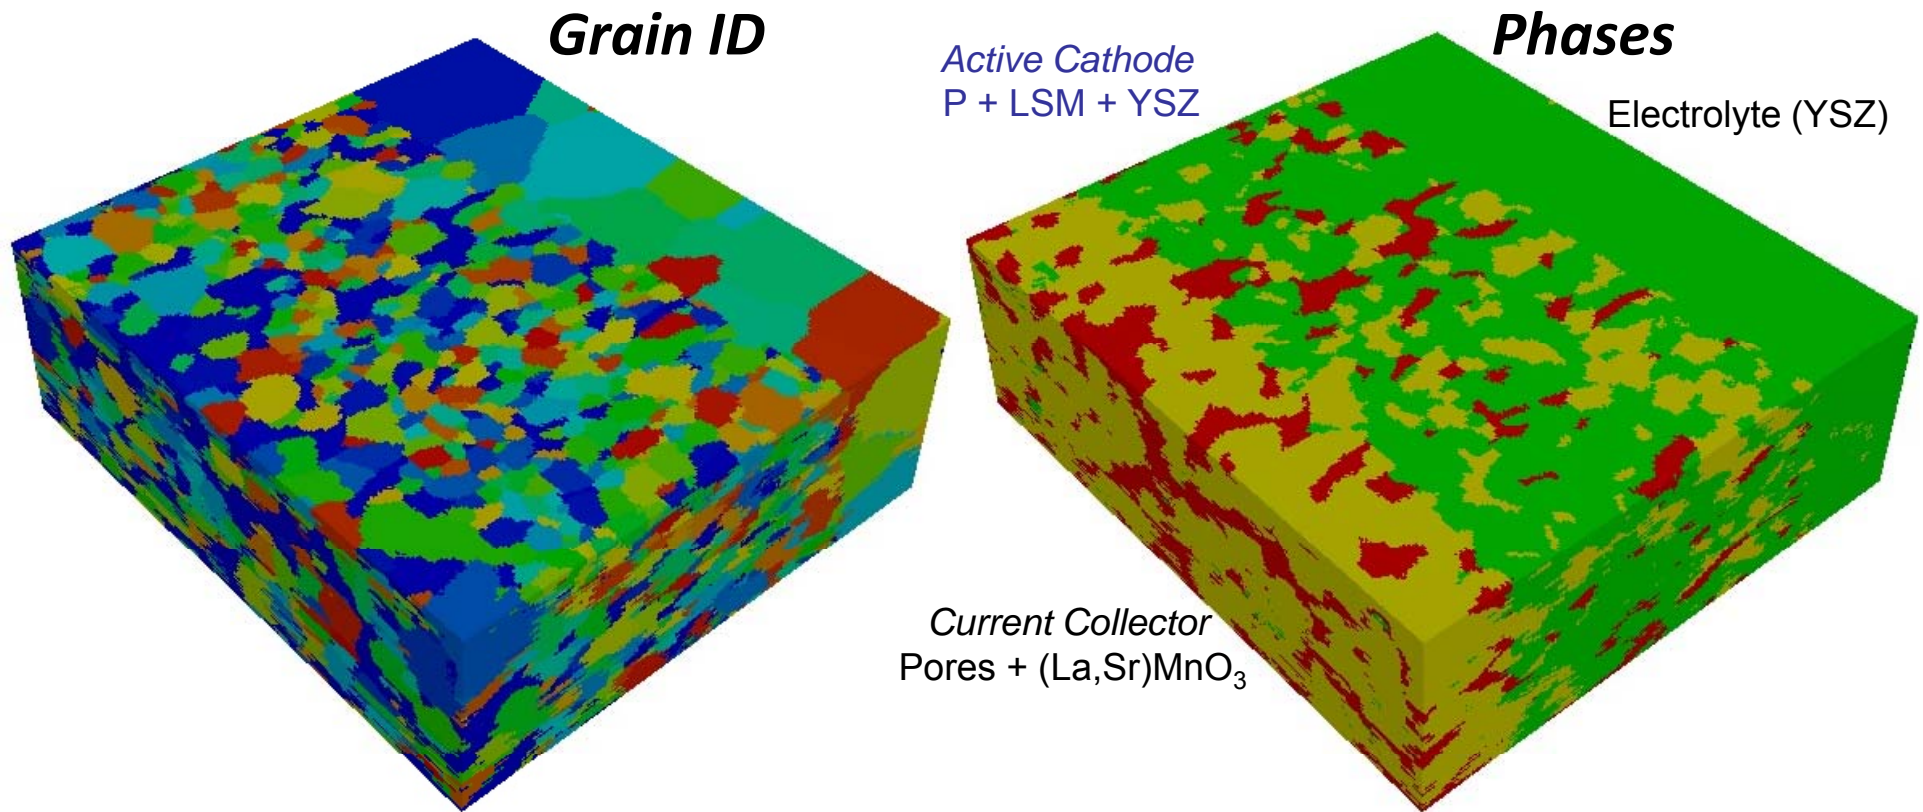 Grain ID
Phases
Active Cathode
P + LSM + YSZ
Electrolyte (YSZ)
Current Collector
Pores + (La,Sr)MnO₃